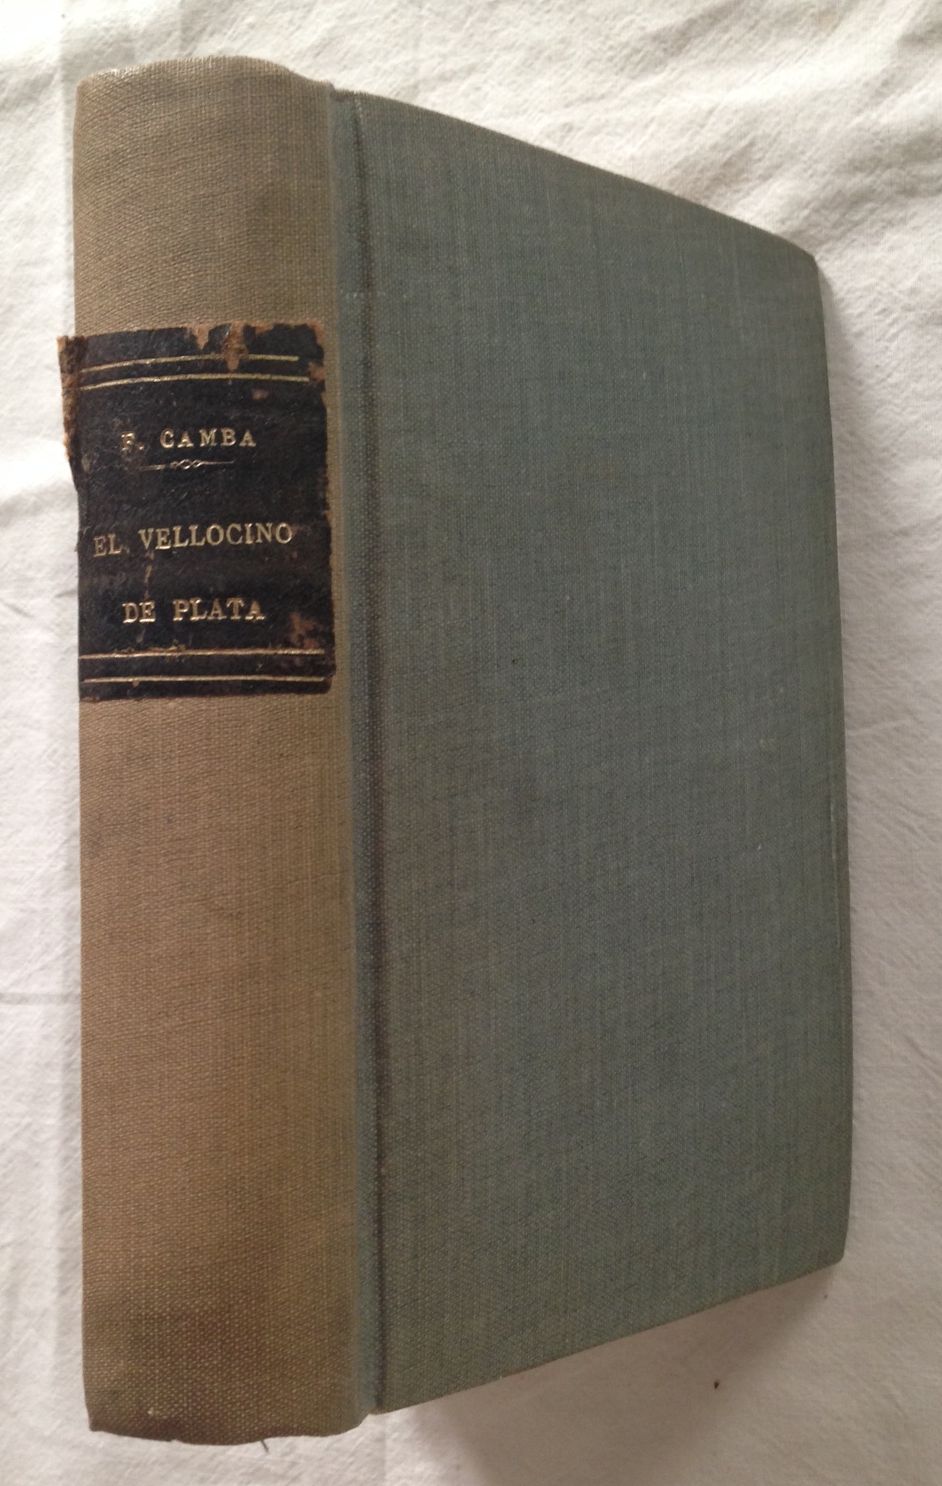 F. CAMBA
EL VELLOCINO
DE PLATA